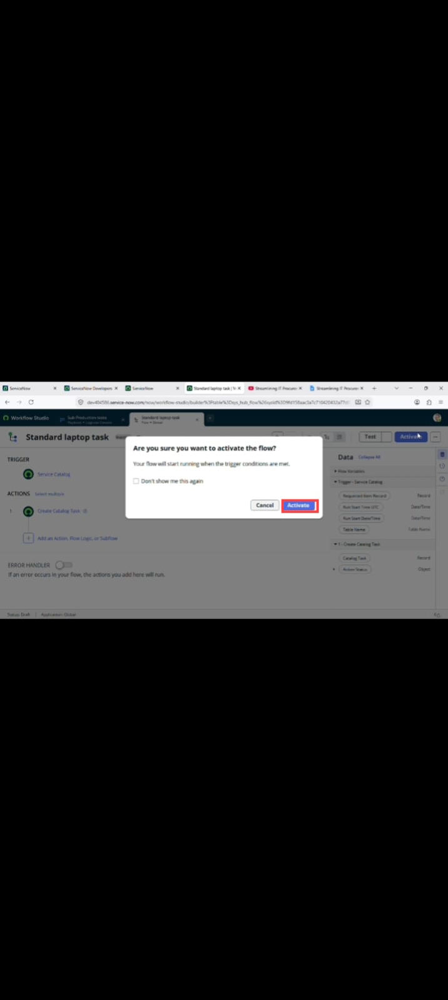 ServiceNow
ServiceNow Developers
ServiceNow
Standard laptop task |
Streamlining IT Procurer
Streamlining IT Procurer
Workflow Studio
Sub-Production tasks
Standard laptop task
Flow • Global
Standard laptop task
Test
Activate
Are you sure you want to activate the flow?
Your flow will start running when the trigger conditions are met.
Don't show me this again
Cancel
Activate
TRIGGER
Service Catalog
ACTIONS Select multiple
1 Create Catalog Task
Add an Action, Flow Logic, or Subflow
ERROR HANDLER
If an error occurs in your flow, the actions you add here will run.
Data Collapse All
Flow Variables
Trigger - Service Catalog
Requested Item Record Record
Run Start Time UTC Date/Time
Run Start Date/Time Date/Time
Table Name Table Name
1 - Create Catalog Task
Catalog Task Record
Action Status Object
Status: Draft | Application: Global